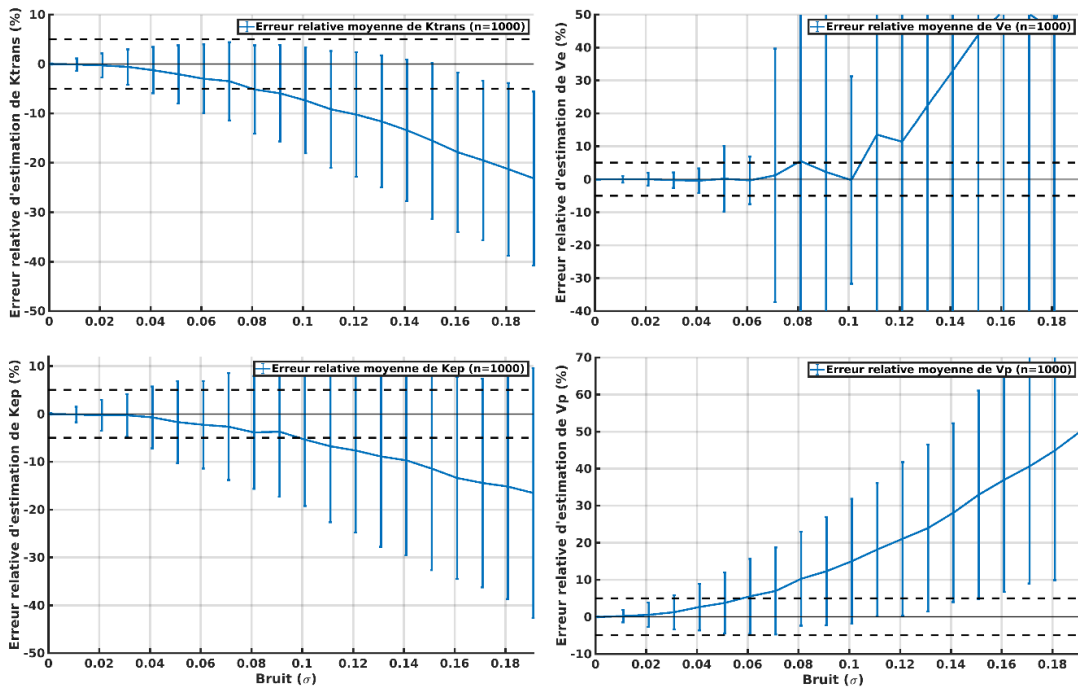 Erreur relative moyenne de Ktrans (n=1000)
Erreur relative d'estimation de Ktrans (%)
10
0
-10
-20
-30
-40
-50
0 0.02 0.04 0.06 0.08 0.1 0.12 0.14 0.16 0.18
Erreur relative moyenne de Ve (n=1000)
Erreur relative d'estimation de Ve (%)
50
40
30
20
10
0
-10
-20
-30
-40
0 0.02 0.04 0.06 0.08 0.1 0.12 0.14 0.16 0.18
Erreur relative moyenne de Kep (n=1000)
Erreur relative d'estimation de Kep (%)
10
0
-10
-20
-30
-40
-50
0 0.02 0.04 0.06 0.08 0.1 0.12 0.14 0.16 0.18
Bruit (σ)
Erreur relative moyenne de Vp (n=1000)
Erreur relative d'estimation de Vp (%)
70
60
50
40
30
20
10
0
-10
0 0.02 0.04 0.06 0.08 0.1 0.12 0.14 0.16 0.18
Bruit (σ)